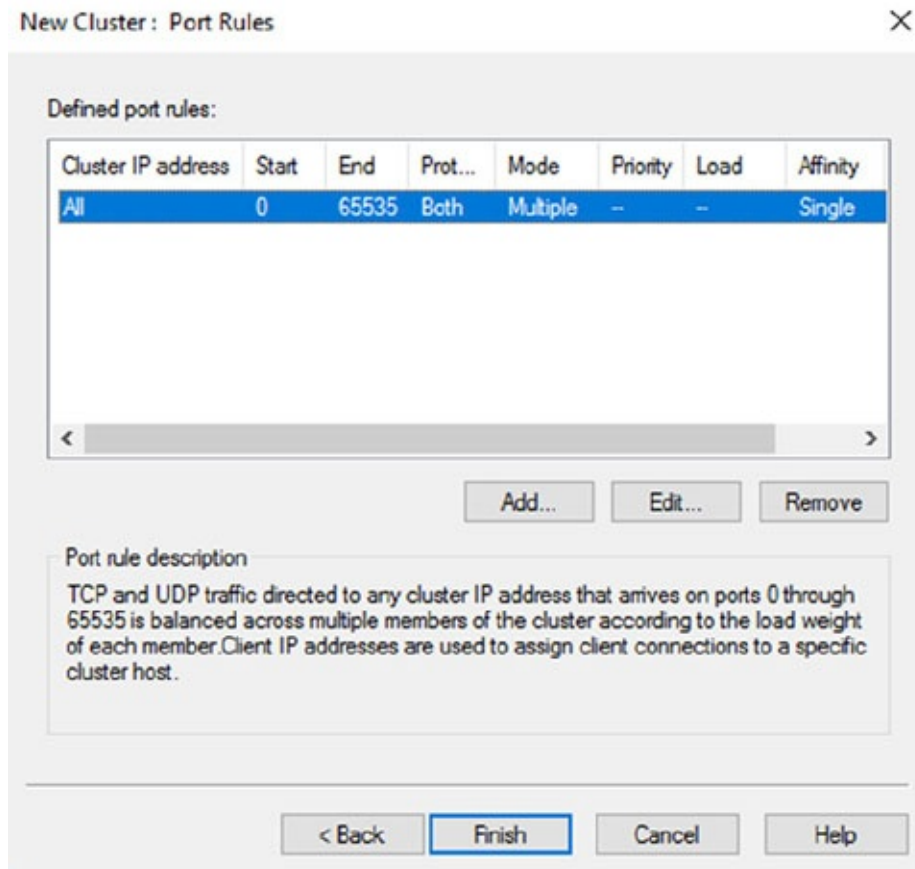 New Cluster : Port Rules
Defined port rules:
Cluster IP address Start End Prot... Mode Priority Load Affinity
All 0 65535 Both Multiple -- -- Single
Add... Edit... Remove
Port rule description
TCP and UDP traffic directed to any cluster IP address that arrives on ports 0 through
65535 is balanced across multiple members of the cluster according to the load weight
of each member.Client IP addresses are used to assign client connections to a specific
cluster host.
< Back Finish Cancel Help